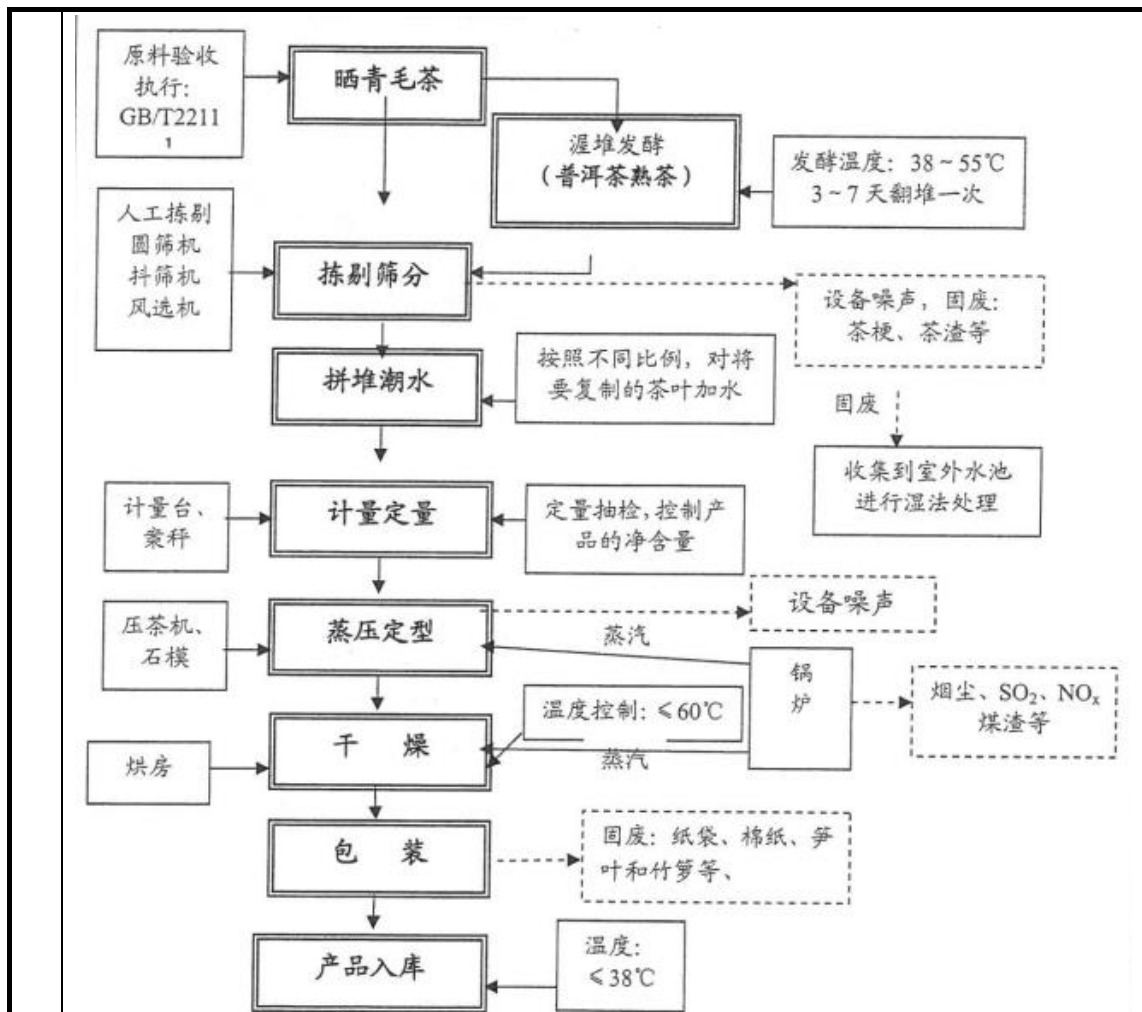 原料验收
执行：
GB/T2211
1
晒青毛茶
渥堆发酵
（普洱茶熟茶）
发酵温度：38～55℃
3～7天翻堆一次
人工拣剔
圆筛机
抖筛机
风选机
拣剔筛分
设备噪声，固废：
茶梗、茶渣等
拼堆潮水
按照不同比例，对将
要复制的茶叶加水
固废
收集到室外水池
进行湿法处理
计量台、
案秤
计量定量
定量抽检，控制产
品的净含量
设备噪声
压茶机、
石模
蒸压定型
蒸汽
锅
炉
烟尘、SO₂、NOₓ
煤渣等
温度控制：≤60℃
烘房
干 燥
蒸汽
包 装
固废：纸袋、棉纸、笋
叶和竹箩等、
产品入库
温度：
≤38℃